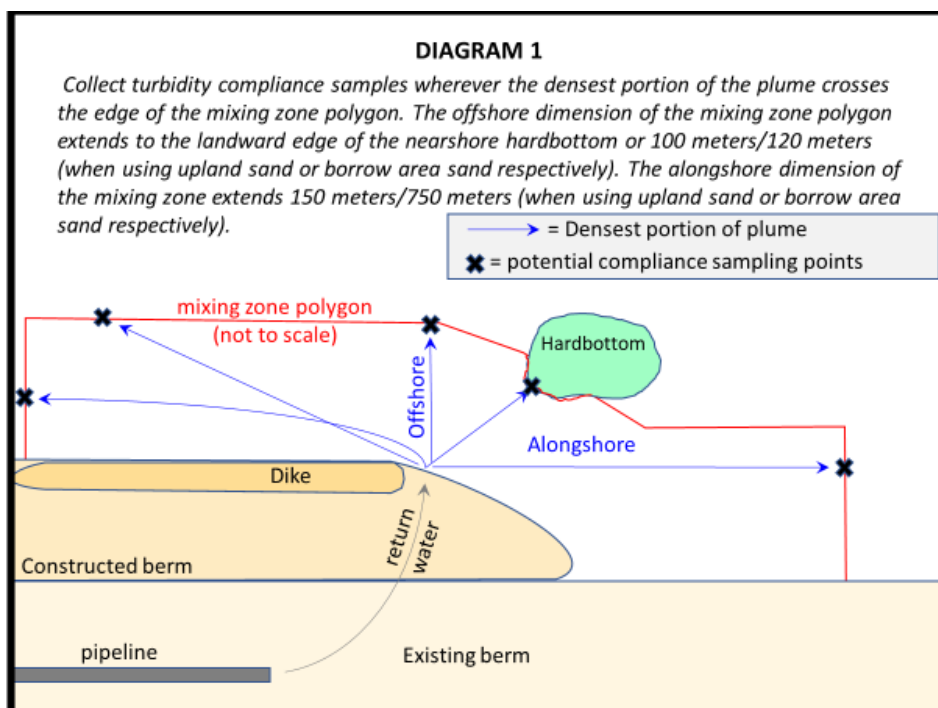 DIAGRAM 1
Collect turbidity compliance samples wherever the densest portion of the plume crosses
the edge of the mixing zone polygon. The offshore dimension of the mixing zone polygon
extends to the landward edge of the nearshore hardbottom or 100 meters/120 meters
(when using upland sand or borrow area sand respectively). The alongshore dimension of
the mixing zone extends 150 meters/750 meters (when using upland sand or borrow area
sand respectively).
= Densest portion of plume
= potential compliance sampling points
mixing zone polygon
(not to scale)
Hardbottom
Offshore
Alongshore
Dike
return
water
Constructed berm
pipeline
Existing berm